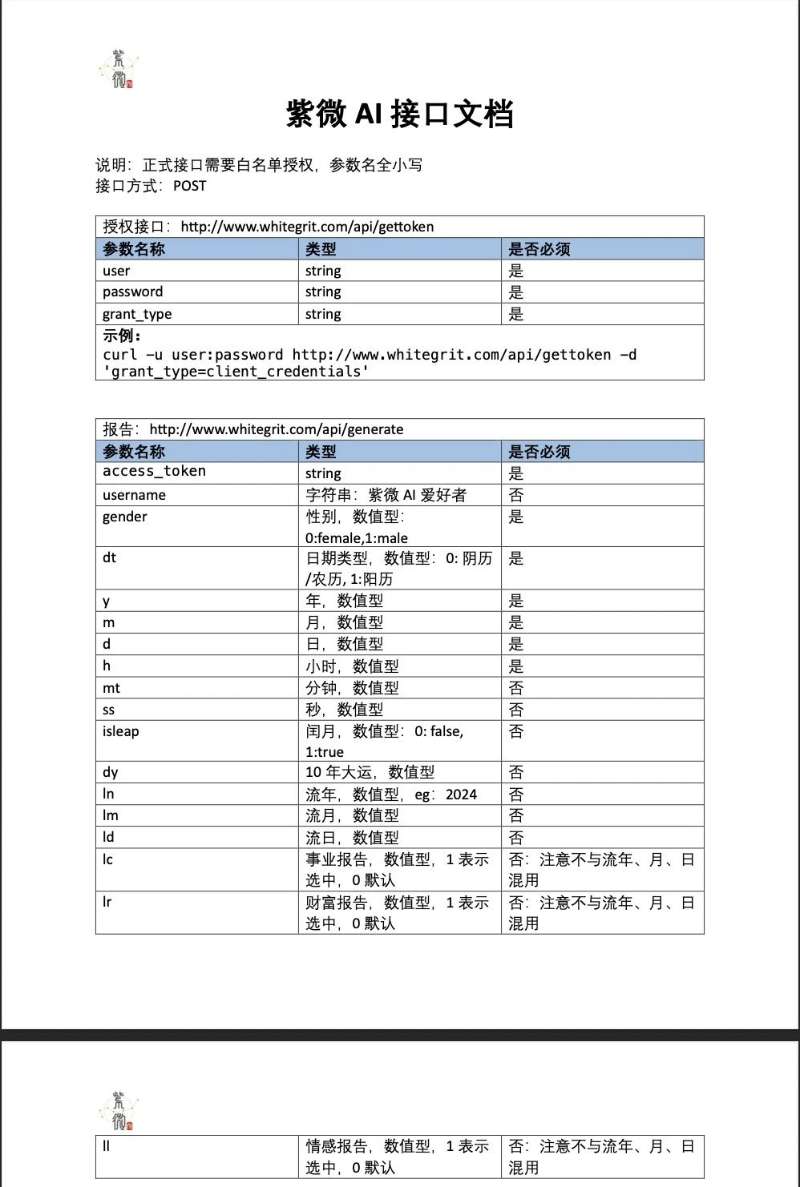 紫微
紫微 AI 接口文档
说明：正式接口需要白名单授权，参数名全小写
接口方式：POST
授权接口：http://www.whitegrit.com/api/gettoken
参数名称 类型 是否必须
user string 是
password string 是
grant_type string 是
示例：
curl -u user:password http://www.whitegrit.com/api/gettoken -d
'grant_type=client_credentials'
报告：http://www.whitegrit.com/api/generate
参数名称 类型 是否必须
access_token string 是
username 字符串：紫微 AI 爱好者 否
gender 性别，数值型： 是
0:female,1:male
dt 日期类型，数值型：0: 阴历 是
/农历, 1:阳历
y 年，数值型 是
m 月，数值型 是
d 日，数值型 是
h 小时，数值型 是
mt 分钟，数值型 否
ss 秒，数值型 否
isleap 闰月，数值型：0: false, 否
1:true
dy 10 年大运，数值型 否
ln 流年，数值型，eg：2024 否
lm 流月，数值型 否
ld 流日，数值型 否
lc 事业报告，数值型，1 表示 否：注意不与流年、月、日
选中，0 默认 混用
lr 财富报告，数值型，1 表示 否：注意不与流年、月、日
选中，0 默认 混用
紫微
ll 情感报告，数值型，1 表示 否：注意不与流年、月、日
选中，0 默认 混用